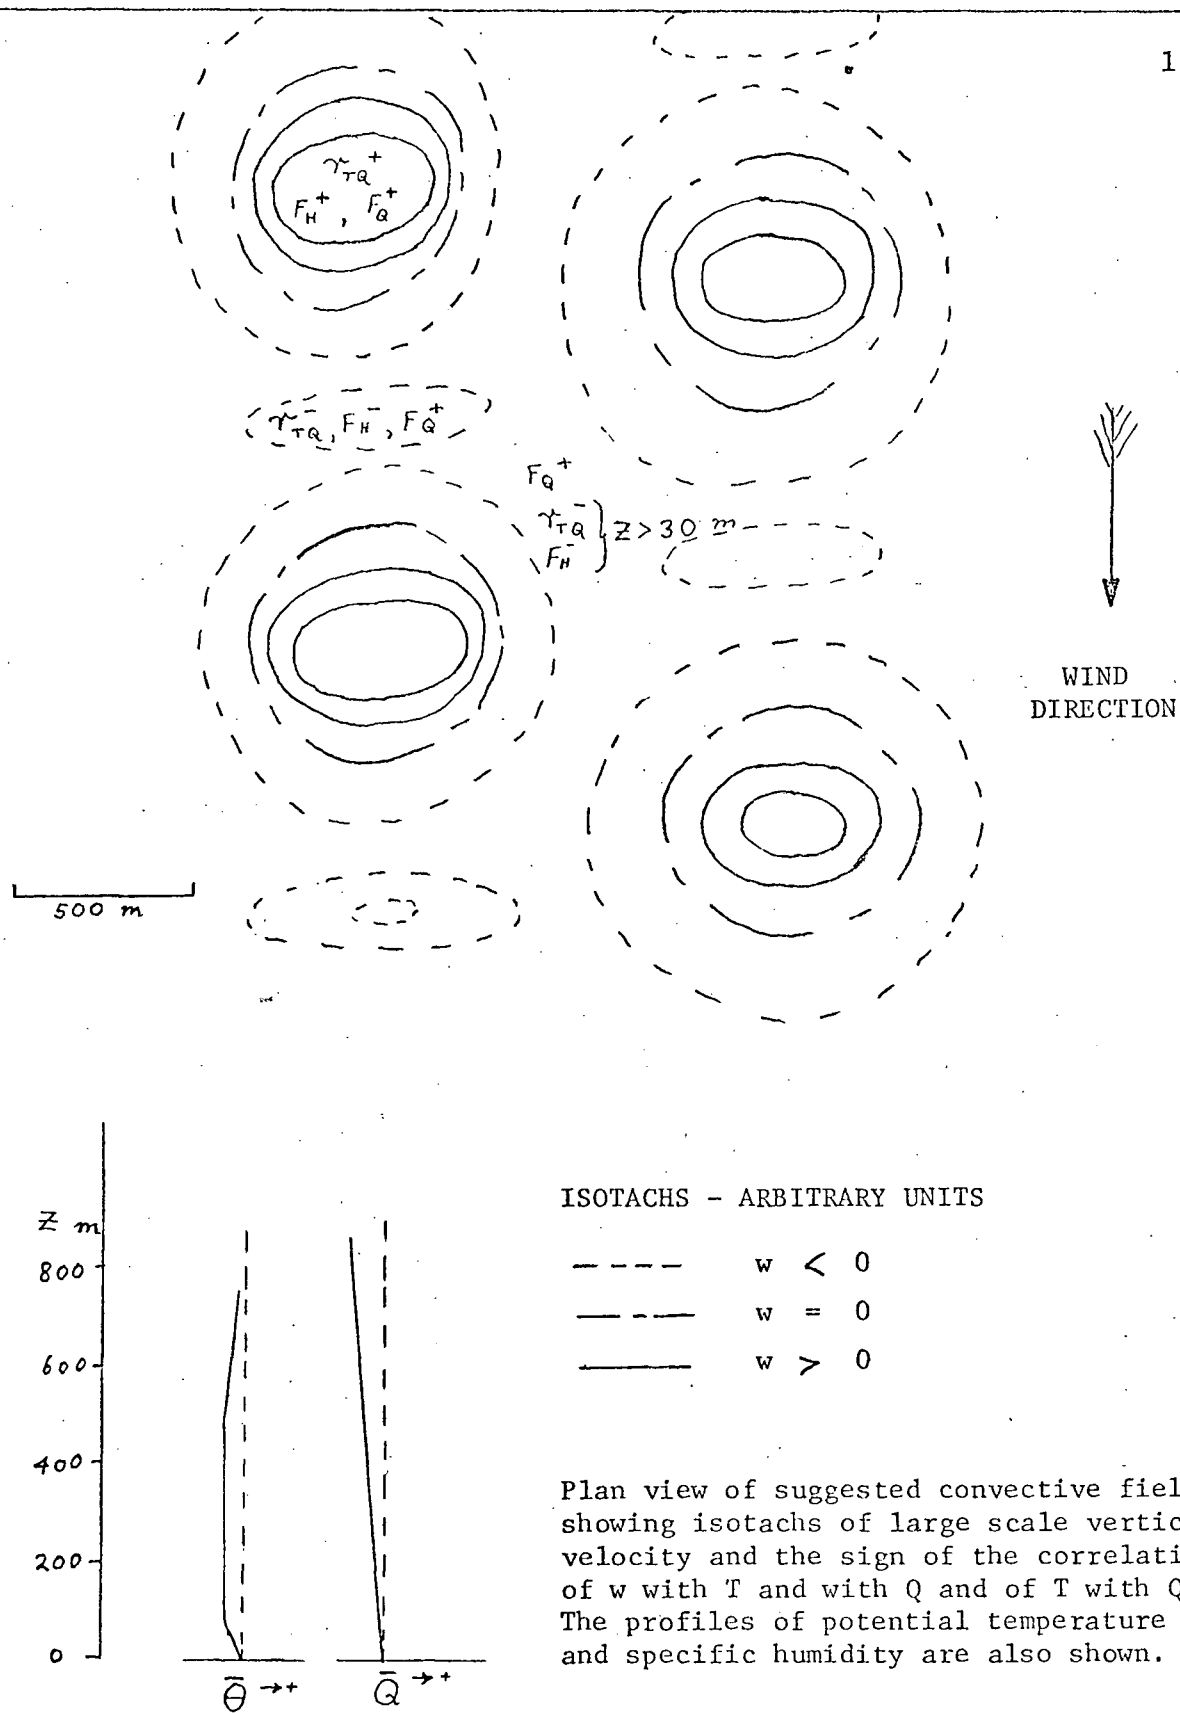 1
γTQ+
FH+, FQ+
γTQ-, FH-, FQ+
FQ+
γTQ-
FH-
z > 30 m
WIND
DIRECTION
500 m
Z m
800
600
400
200
0
Θ̄ →+
Q̄ →+
ISOTACHS - ARBITRARY UNITS
w < 0
w = 0
w > 0
Plan view of suggested convective fiel
showing isotachs of large scale vertic
velocity and the sign of the correlati
of w with T and with Q and of T with Q
The profiles of potential temperature
and specific humidity are also shown.